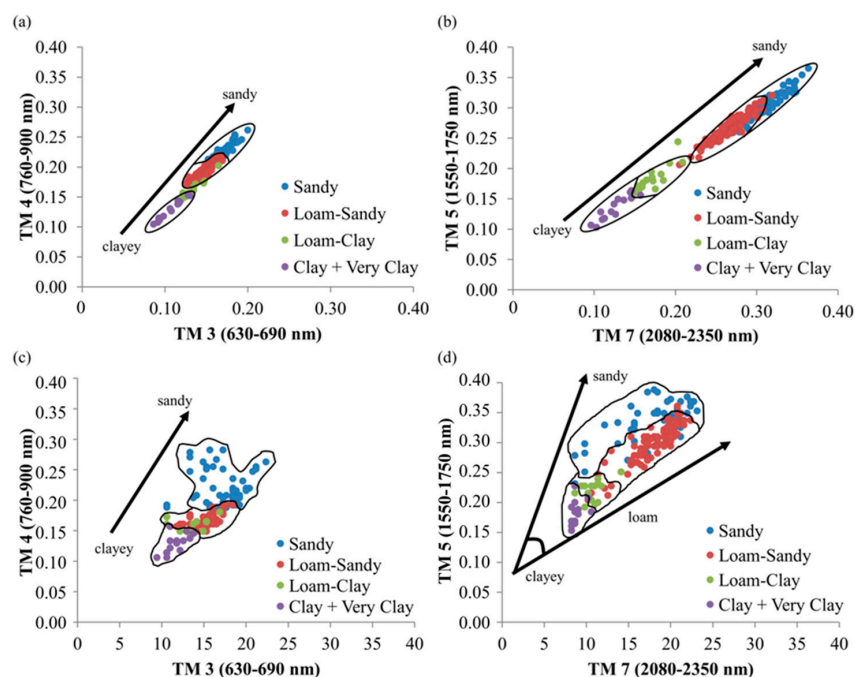 (a)
0.40
0.35
0.30
0.25
0.20
0.15
0.10
0.05
0.00
TM 4 (760-900 nm)
sandy
clayey
Sandy
Loam-Sandy
Loam-Clay
Clay + Very Clay
0 0.10 0.20 0.30 0.40
TM 3 (630-690 nm)
(b)
0.40
0.35
0.30
0.25
0.20
0.15
0.10
0.05
0.00
TM 5 (1550-1750 nm)
sandy
clayey
Sandy
Loam-Sandy
Loam-Clay
Clay + Very Clay
0 0.10 0.20 0.30 0.40
TM 7 (2080-2350 nm)
(c)
0.40
0.35
0.30
0.25
0.20
0.15
0.10
0.05
0.00
TM 4 (760-900 nm)
sandy
clayey
Sandy
Loam-Sandy
Loam-Clay
Clay + Very Clay
0 5 10 15 20 25 30 35 40
TM 3 (630-690 nm)
(d)
0.40
0.35
0.30
0.25
0.20
0.15
0.10
0.05
0.00
TM 5 (1550-1750 nm)
sandy
loam
clayey
Sandy
Loam-Sandy
Loam-Clay
Clay + Very Clay
0 5 10 15 20 25 30 35 40
TM 7 (2080-2350 nm)